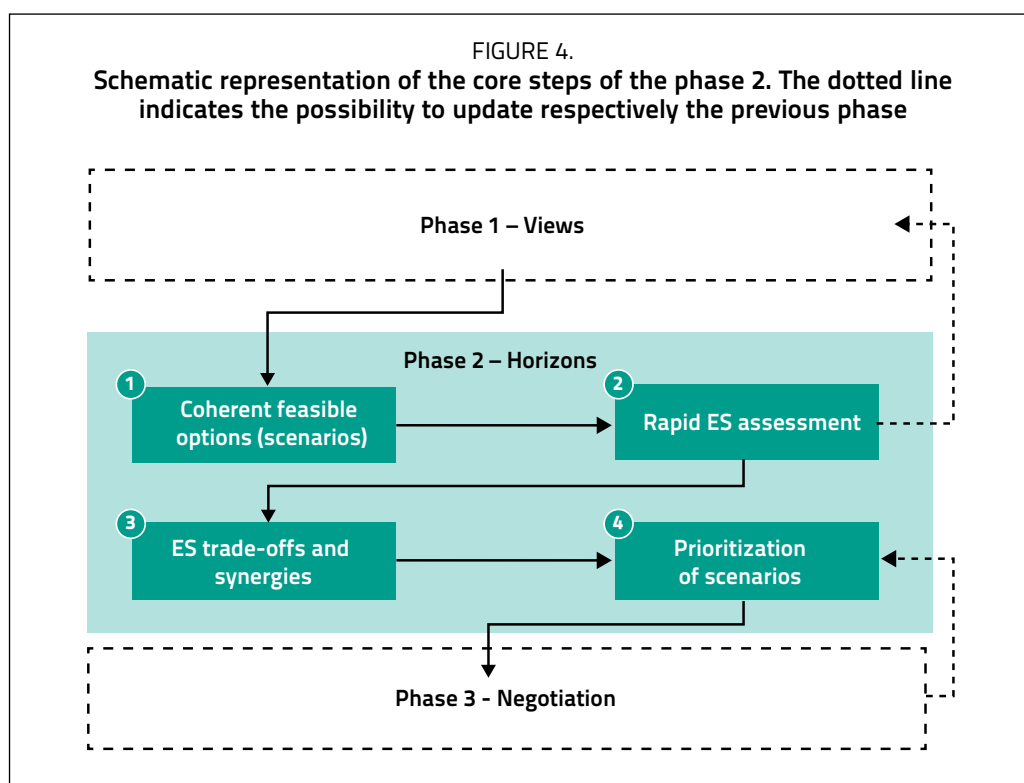 FIGURE 4.
Schematic representation of the core steps of the phase 2. The dotted line
indicates the possibility to update respectively the previous phase
Phase 1 – Views
Phase 2 – Horizons
1
Coherent feasible
options (scenarios)
2
Rapid ES assessment
3
ES trade-offs and
synergies
4
Prioritization
of scenarios
Phase 3 - Negotiation